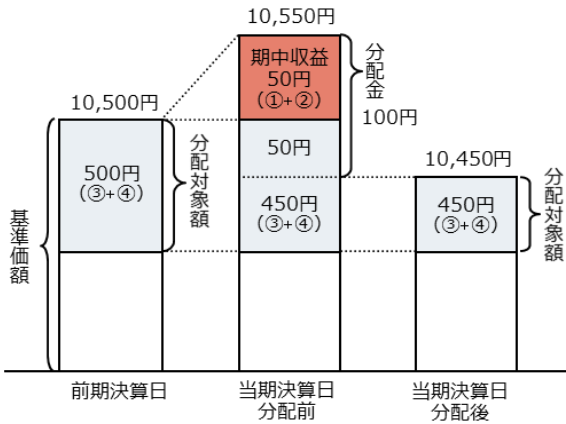 10,550円
期中収益
50円
(①+②)
分配金
100円
10,500円
500円
(③+④)
分配対象額
50円
450円
(③+④)
10,450円
450円
(③+④)
分配対象額
基準価額
前期決算日
当期決算日
分配前
当期決算日
分配後